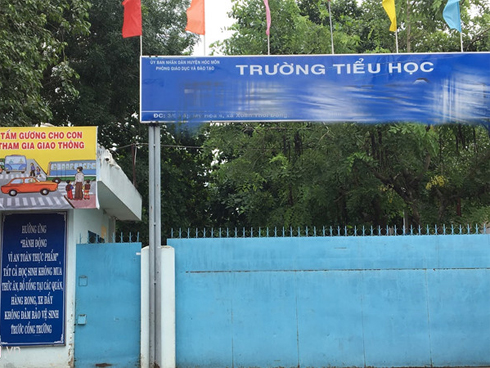 ỦY BAN NHÂN DÂN HUYỆN HÓC MÔN
PHÒNG GIÁO DỤC VÀ ĐÀO TẠO
TRƯỜNG TIỂU HỌC
TẤM GƯƠNG CHO CON
THAM GIA GIAO THÔNG
HƯỞNG ỨNG
"HÀNH ĐỘNG
VÌ AN TOÀN THỰC PHẨM"
TẤT CẢ HỌC SINH KHÔNG MUA
THỨC ĂN, ĐỒ UỐNG TẠI CÁC QUÁN,
HÀNG RONG, XE ĐẨY
KHÔNG ĐẢM BẢO VỆ SINH
TRƯỚC CỔNG TRƯỜNG